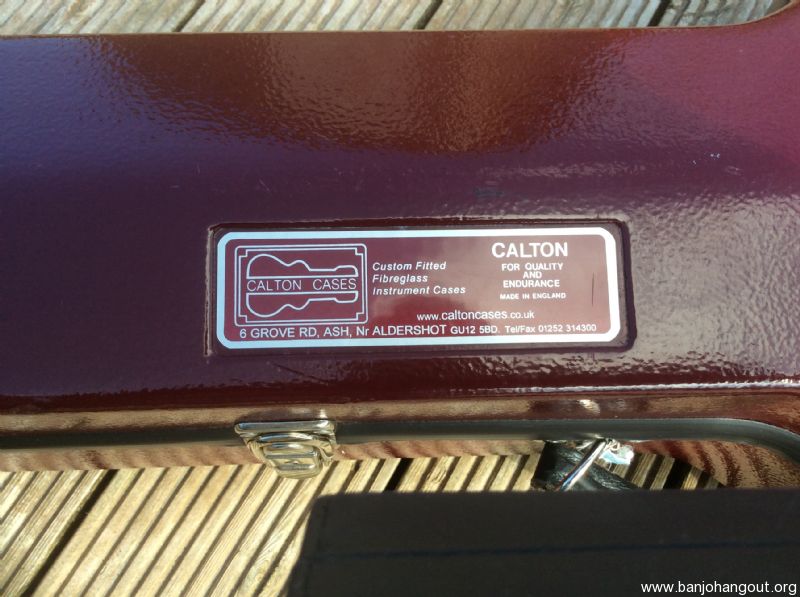 CALTON CASES
Custom Fitted
Fibreglass
Instrument Cases
CALTON
FOR QUALITY
AND
ENDURANCE
MADE IN ENGLAND
www.caltoncases.co.uk
6 GROVE RD, ASH, Nr ALDERSHOT GU12 5BD. Tel/Fax 01252 314300
www.banjohangout.org